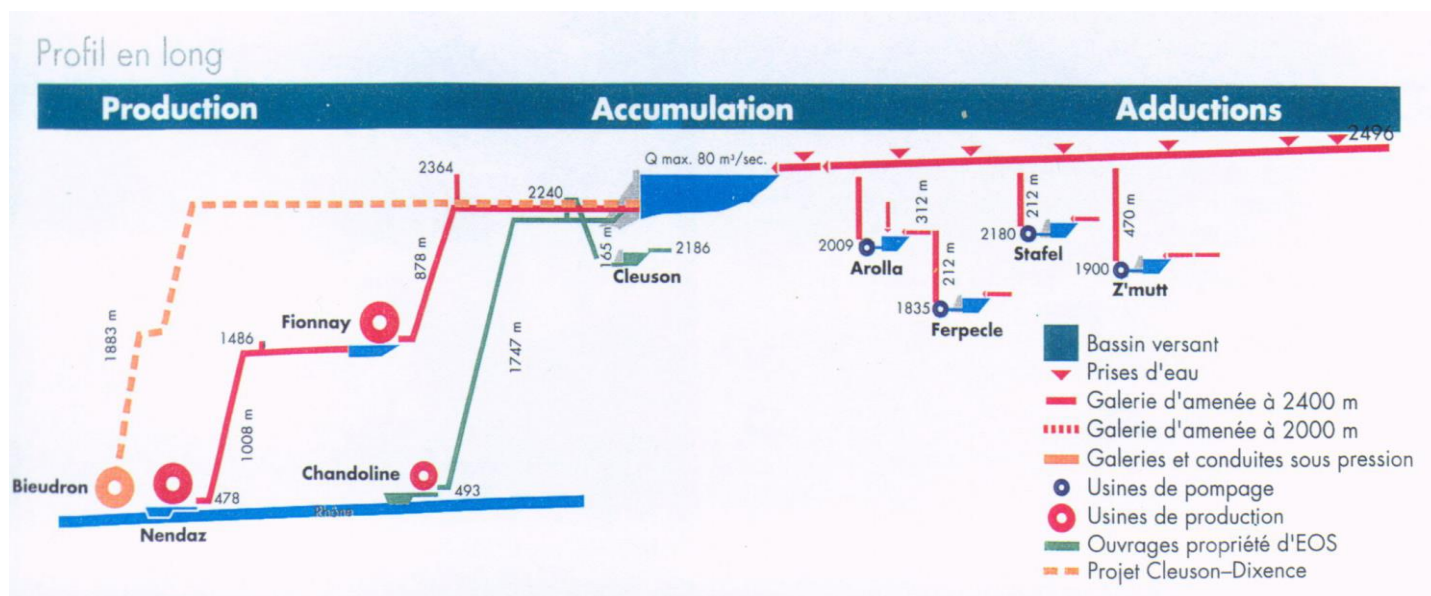 Profil en long
Production
Accumulation
Adductions
2496
Q max. 80 m³/sec.
2364
2240
878 m
165 m
2186
Cleuson
1883 m
1486
Fionnay
1008 m
1747 m
Bieudron
478
Nendaz
Chandoline
493
Rhône
312 m
2009
Arolla
212 m
1835
Ferpecle
212 m
2180
Stafel
470 m
1900
Z'mutt
Bassin versant
Prises d'eau
Galerie d'amenée à 2400 m
Galerie d'amenée à 2000 m
Galeries et conduites sous pression
Usines de pompage
Usines de production
Ouvrages propriété d'EOS
Projet Cleuson–Dixence